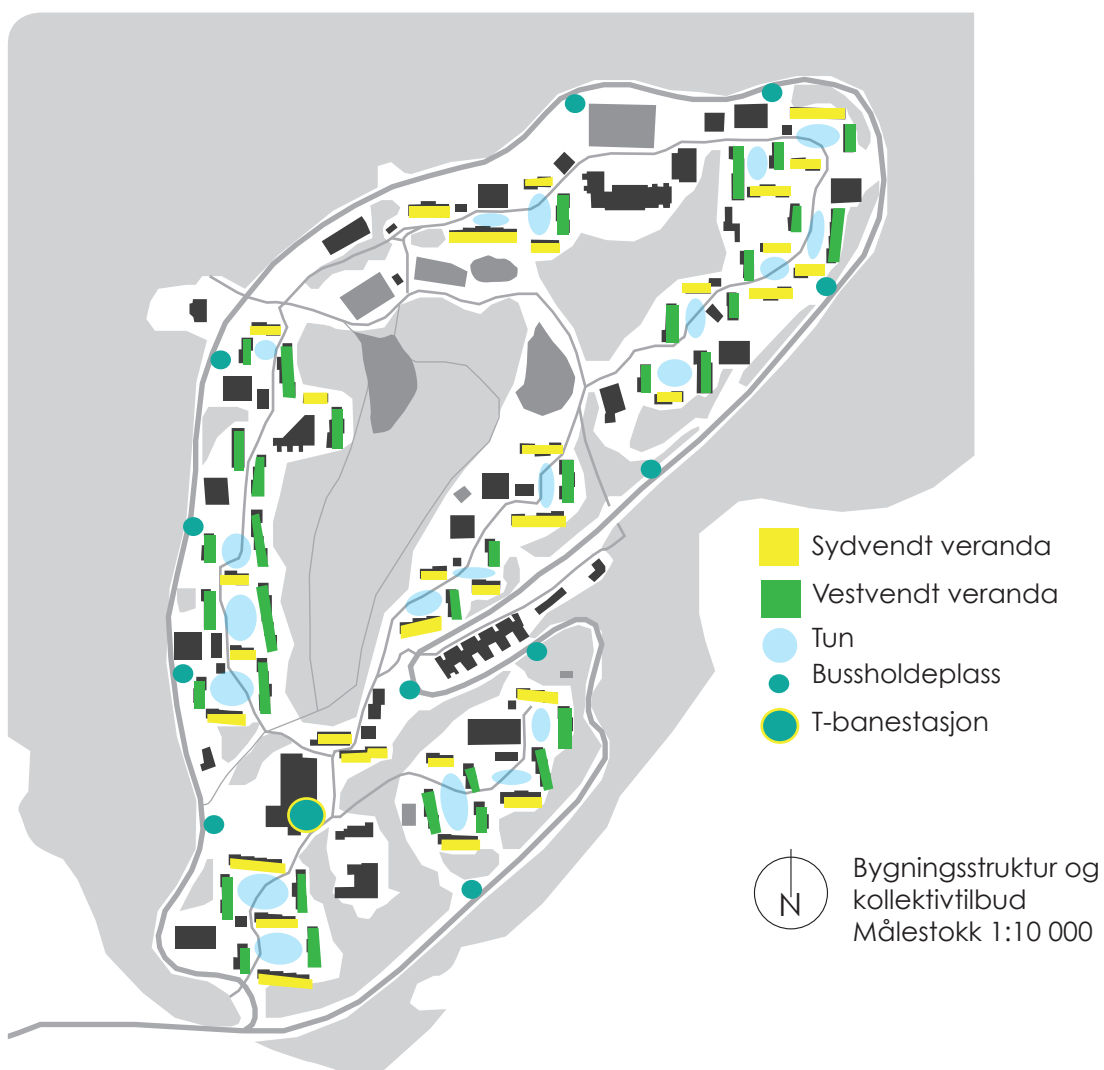 Sydvendt veranda
Vestvendt veranda
Tun
Bussholdeplass
T-banestasjon
N
Bygningsstruktur og
kollektivtilbud
Målestokk 1:10 000